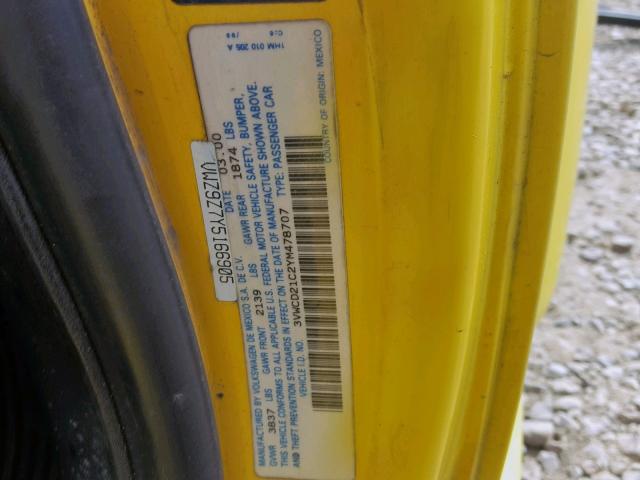 MANUFACTURED BY VOLKSWAGEN DE MEXICO S.A. DE C.V. DATE 03-00
GVWR 3837 LBS GAWR FRONT 2139 LBS GAWR REAR 1874 LBS
THIS VEHICLE CONFORMS TO ALL APPLICABLE U.S. FEDERAL MOTOR VEHICLE SAFETY, BUMPER,
AND THEFT PREVENTION STANDARDS IN EFFECT ON THE DATE OF MANUFACTURE SHOWN ABOVE.
VEHICLE I.D. NO. 3VWCD21C2YM478707 TYPE: PASSENGER CAR
COUNTRY OF ORIGIN: MEXICO
1HM 010 205 A
VWZ9Z7Y5166905